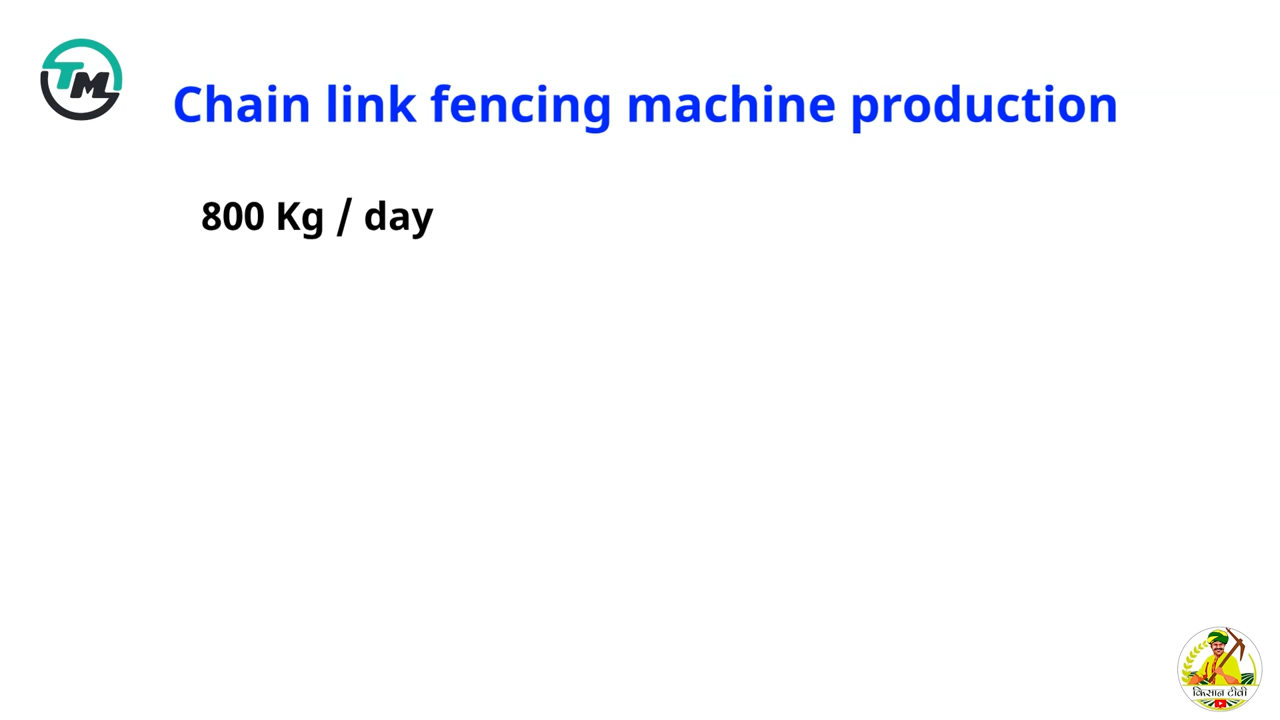 TM
Chain link fencing machine production
800 Kg / day
किसान टीवी